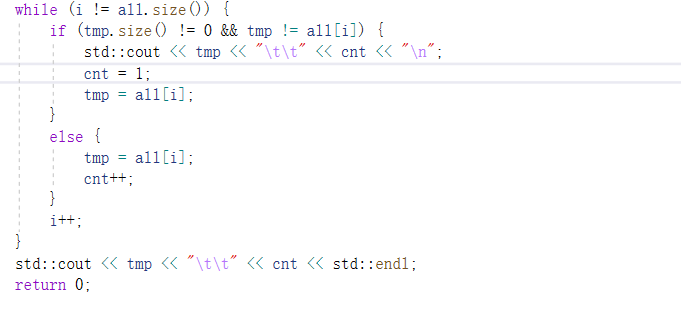 while (i != all.size()) {
if (tmp.size() != 0 && tmp != all[i]) {
std::cout << tmp << "\t\t" << cnt << "\n";
cnt = 1;
tmp = all[i];
}
else {
tmp = all[i];
cnt++;
}
i++;
}
std::cout << tmp << "\t\t" << cnt << std::endl;
return 0;